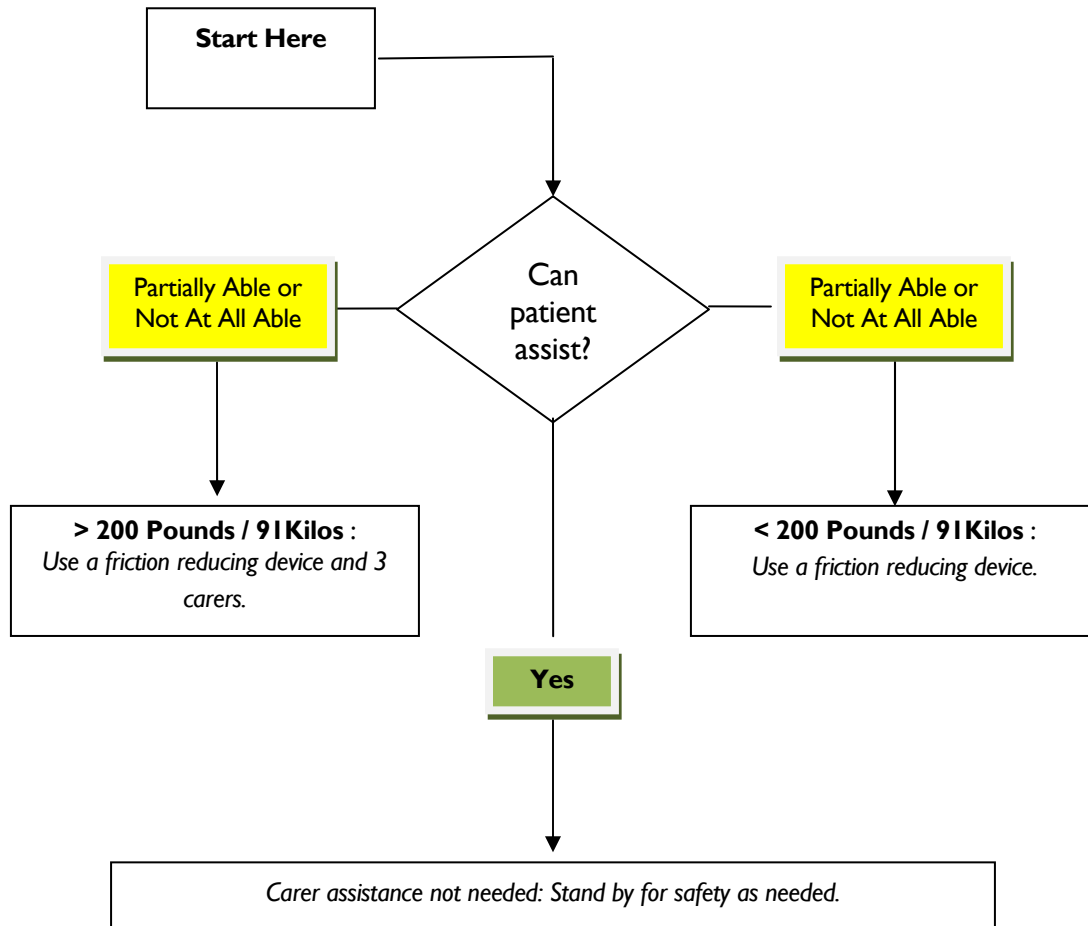 Start Here
Can
patient
assist?
Partially Able or
Not At All Able
Partially Able or
Not At All Able
> 200 Pounds / 91Kilos :
Use a friction reducing device and 3
carers.
< 200 Pounds / 91Kilos :
Use a friction reducing device.
Yes
Carer assistance not needed: Stand by for safety as needed.